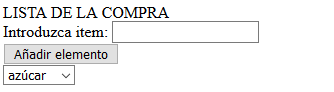 LISTA DE LA COMPRA
Introduzca item:
Añadir elemento
azúcar